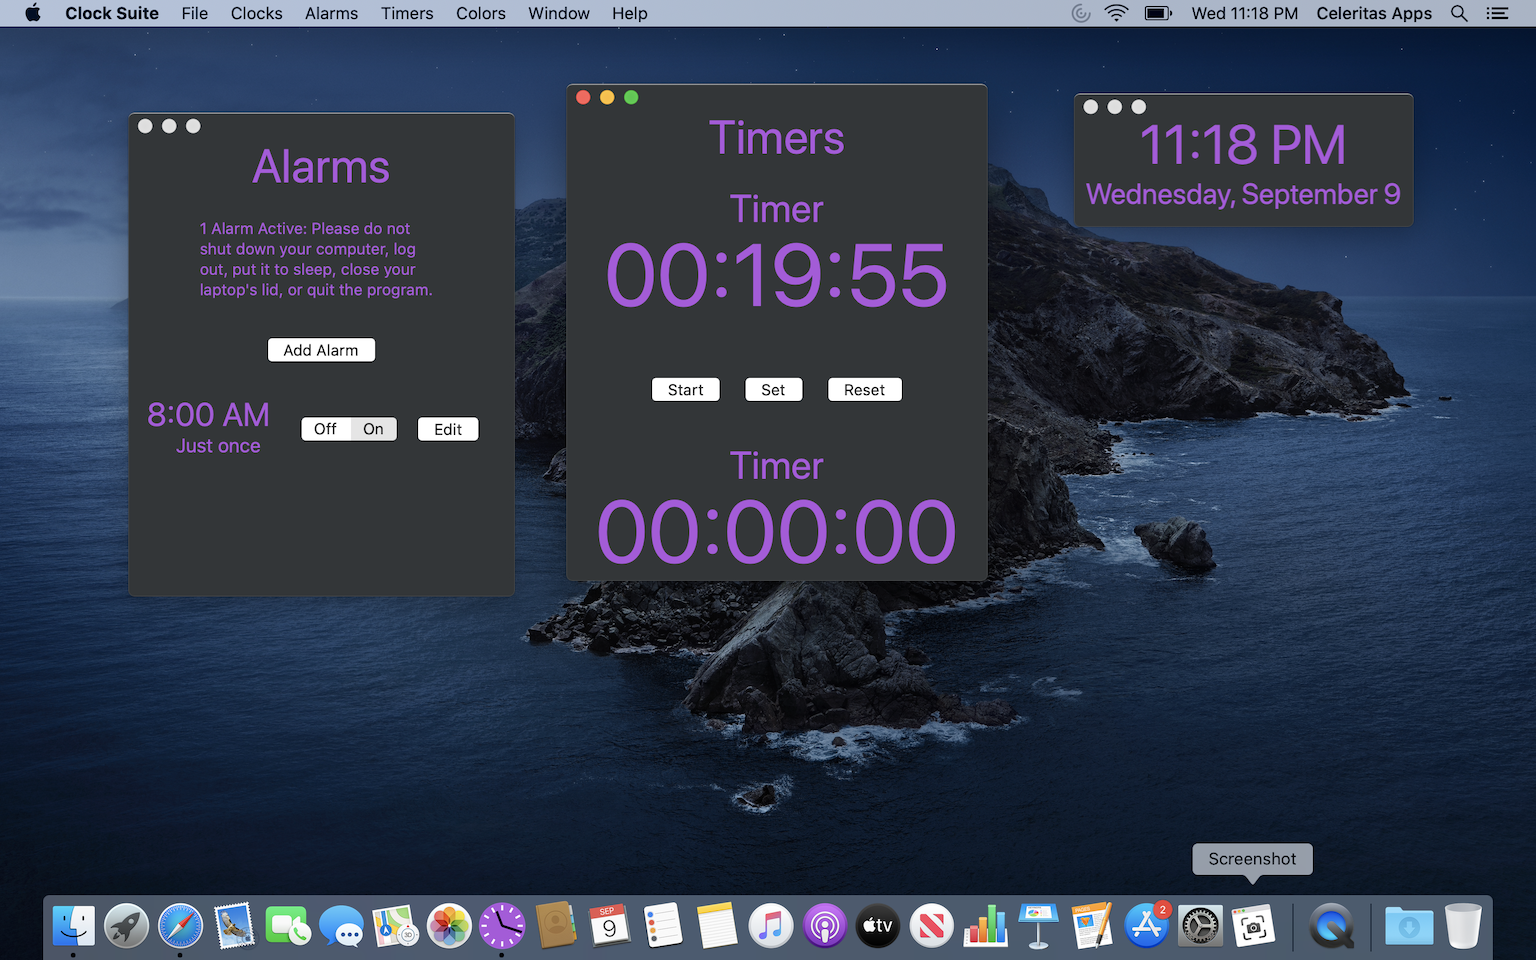 Clock Suite File Clocks Alarms Timers Colors Window Help Wed 11:18 PM Celeritas Apps
Alarms
1 Alarm Active: Please do not
shut down your computer, log
out, put it to sleep, close your
laptop's lid, or quit the program.
Add Alarm
8:00 AM
Just once
Off On Edit
Timers
Timer
00:19:55
Start Set Reset
Timer
00:00:00
11:18 PM
Wednesday, September 9
Screenshot
3D
SEP
9
tv
PAGES
2